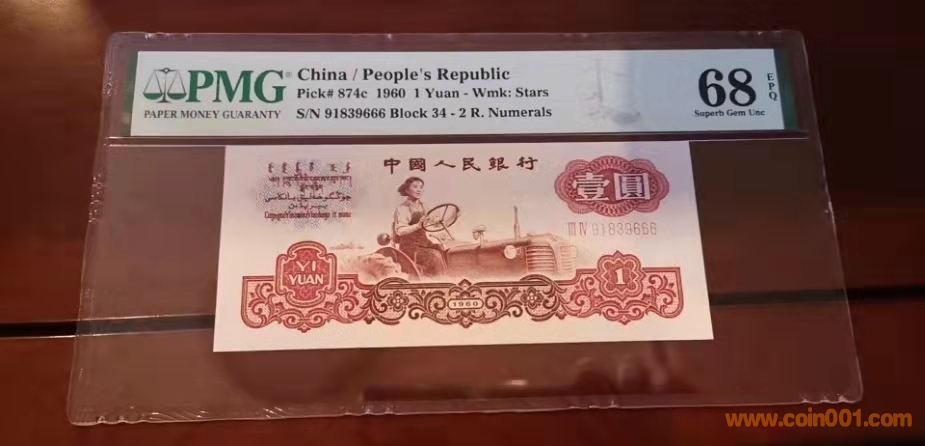 PMG
PAPER MONEY GUARANTY
China / People's Republic
Pick# 874c 1960 1 Yuan - Wmk: Stars
S/N 91839666 Block 34 - 2 R. Numerals
68
EPQ
Superb Gem Unc
中國人民銀行
壹圓
III IV 91839666
YI
YUAN
1960
1
www.coin001.com